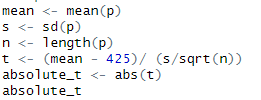 mean <- mean(p)
s <- sd(p)
n <- length(p)
t <- (mean - 425)/ (s/sqrt(n))
absolute_t <- abs(t)
absolute_t